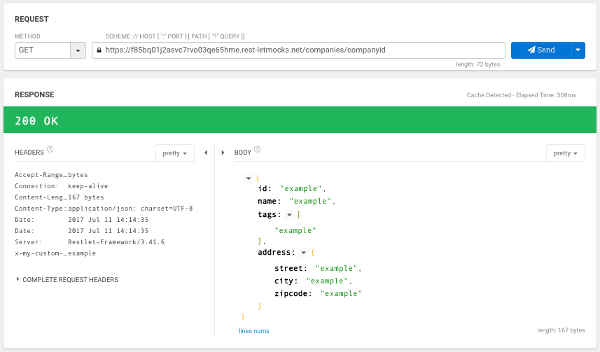 REQUEST
METHOD
SCHEME :// HOST [ ":" PORT ] [ PATH [ "?" QUERY ]]
GET
https://f85bq01j2asvc7rvo03qe65hme.rest-letmocks.net/companies/companyid
Send
length: 72 bytes
RESPONSE
Cache Detected - Elapsed Time: 308ms
200 OK
HEADERS
pretty
BODY
pretty
Accept-Range…bytes
Connection: keep-alive
Content-Leng…167 bytes
Content-Type:application/json; charset=UTF-8
Date: 2017 Jul 11 14:14:35
Date: 2017 Jul 11 14:14:35
Server: Restlet-Framework/3.41.6
x-my-custom-…example
COMPLETE REQUEST HEADERS
{
id: "example",
name: "example",
tags: [
"example"
],
address: {
street: "example",
city: "example",
zipcode: "example"
}
}
lines nums
length: 167 bytes